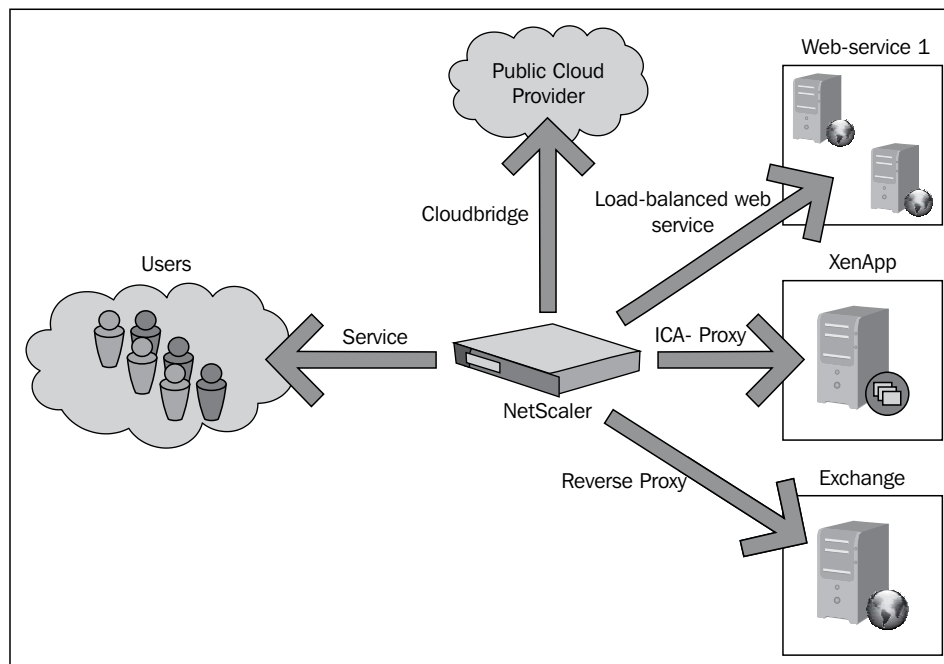 Public Cloud
Provider
Web-service 1
Cloudbridge
Load-balanced web
service
Users
XenApp
Service
ICA- Proxy
NetScaler
Reverse Proxy
Exchange